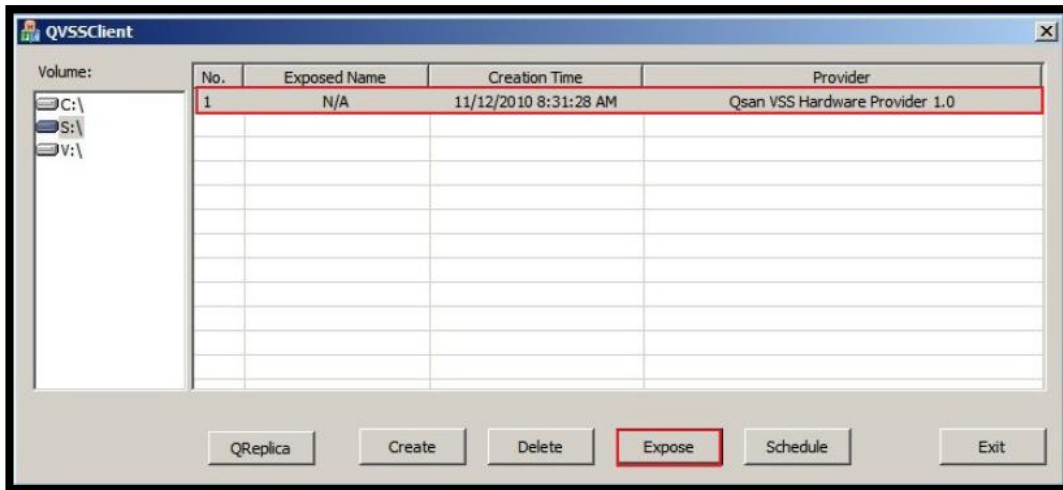 QVSSClient
Volume:
C:\
S:\
V:\
No. Exposed Name Creation Time Provider
1 N/A 11/12/2010 8:31:28 AM Qsan VSS Hardware Provider 1.0
QReplica Create Delete Expose Schedule Exit